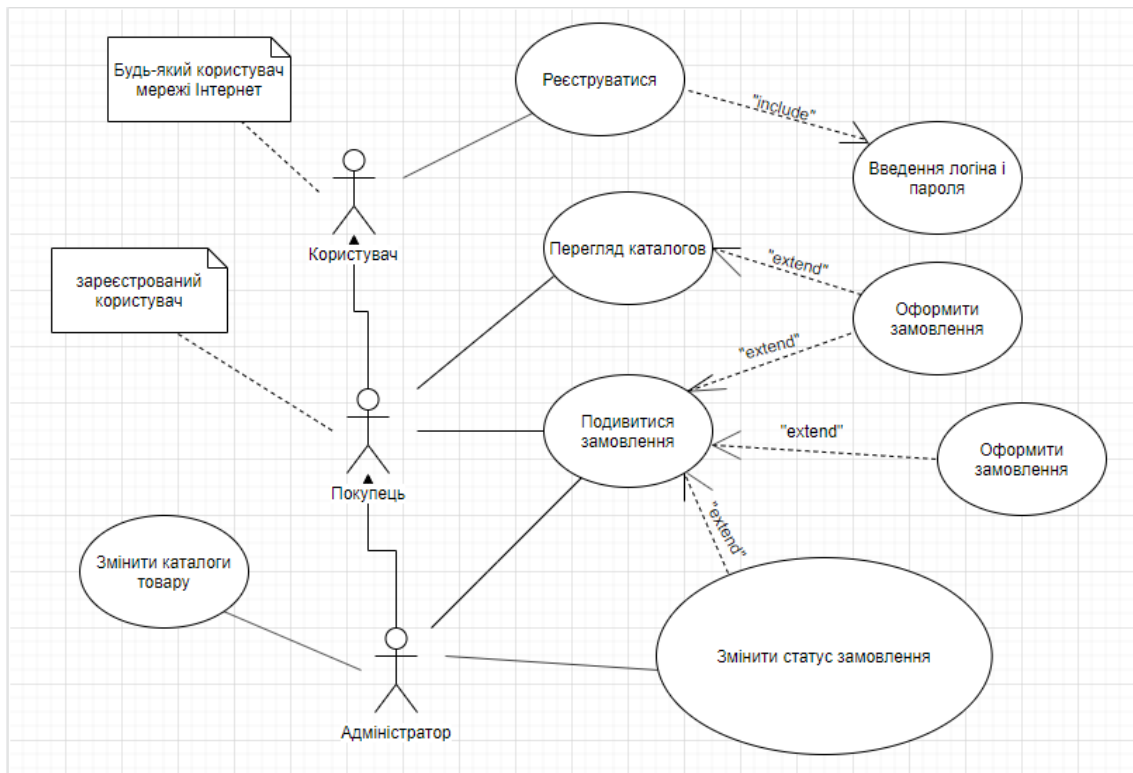 Будь-який користувач
мережі Інтернет
Реєструватися
"include"
Введення логіна і
пароля
Користувач
зареєстрований
користувач
Перегляд каталогів
"extend"
Оформити
замовлення
"extend"
Подивитися
замовлення
"extend"
Оформити
замовлення
Покупець
"extend"
Змінити каталоги
товару
Змінити статус замовлення
Адміністратор